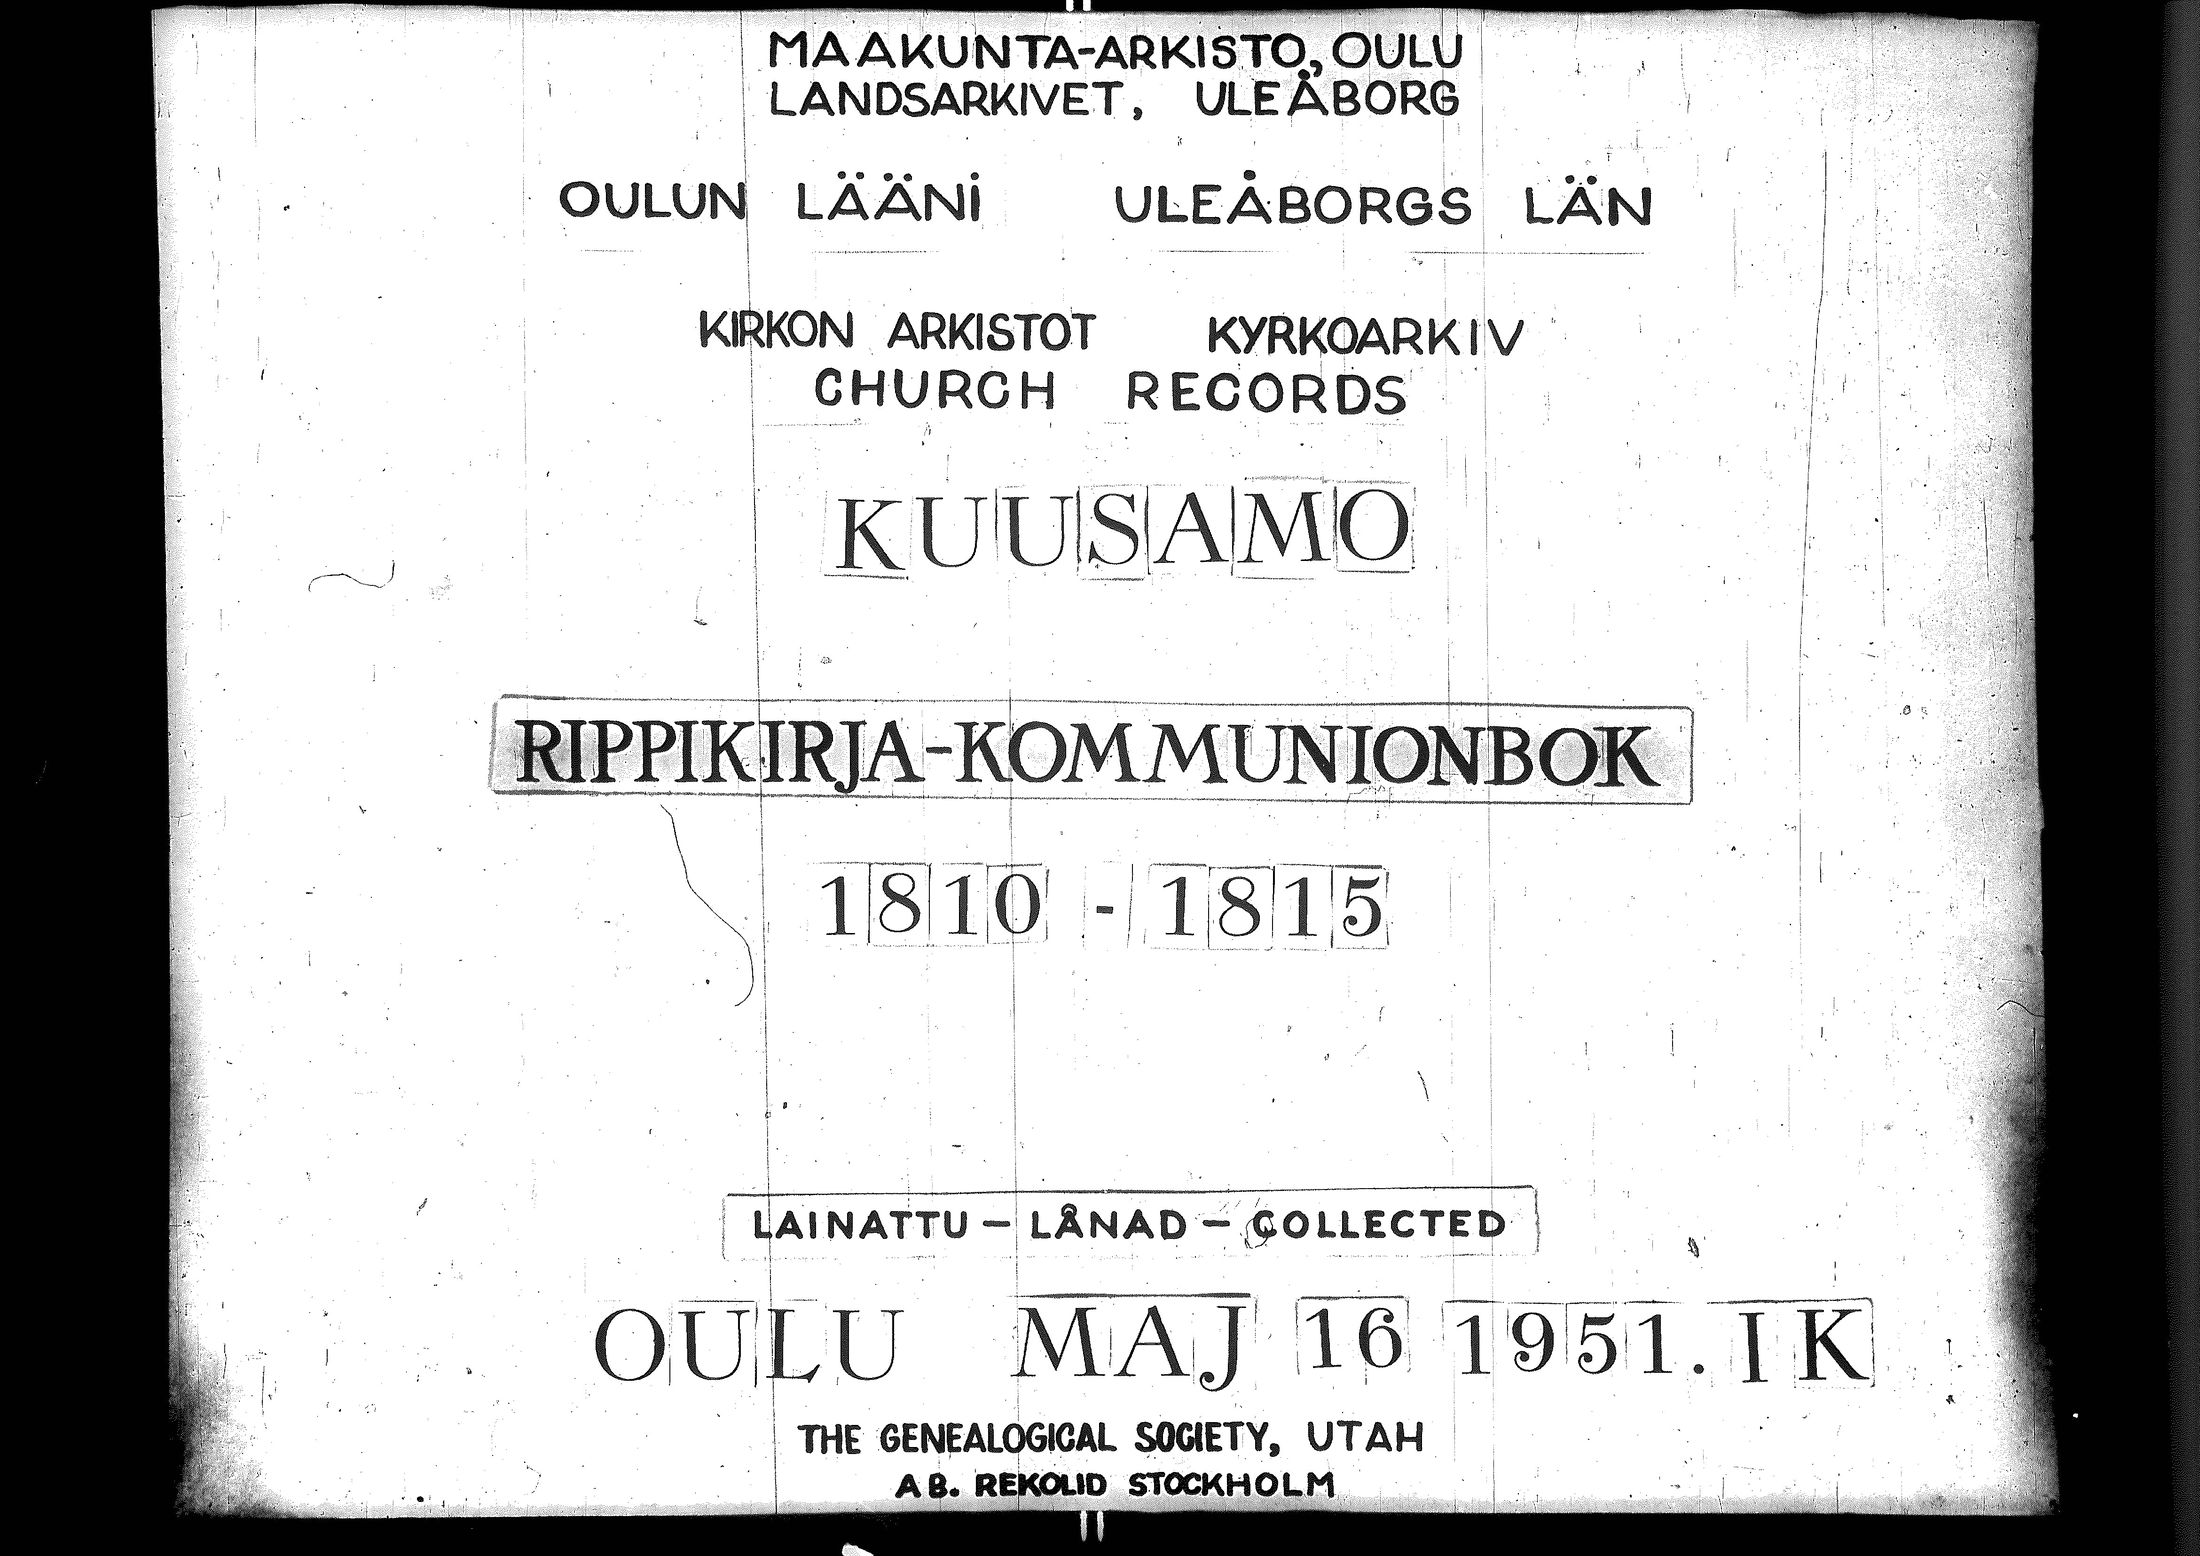 MAAKUNTA-ARKISTO, OULU
LANDSARKIVET, ULEÅBORG
OULUN LÄÄNI ULEÅBORGS LÄN
KIRKON ARKISTOT KYRKOARKIV
CHURCH RECORDS
KUUSAMO
RIPPIKIRJA-KOMMUNIONBOK
1810 - 1815
LAINATTU - LÅNAD - COLLECTED
OULU MAJ 16 1951. IK
THE GENEALOGICAL SOCIETY, UTAH
AB. REKOLID STOCKHOLM